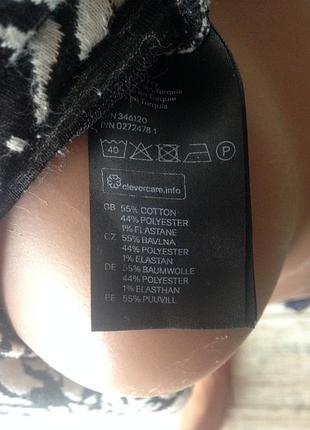 Turquia
Turquia
O/N 346120
P/N 0272478 1
40 P
clevercare.info
GB 55% COTTON
44% POLYESTER
1% ELASTANE
CZ 55% BAVLNA
44% POLYESTER
1% ELASTAN
DE 55% BAUMWOLLE
44% POLYESTER
1% ELASTHAN
EE 55% PUUVILL